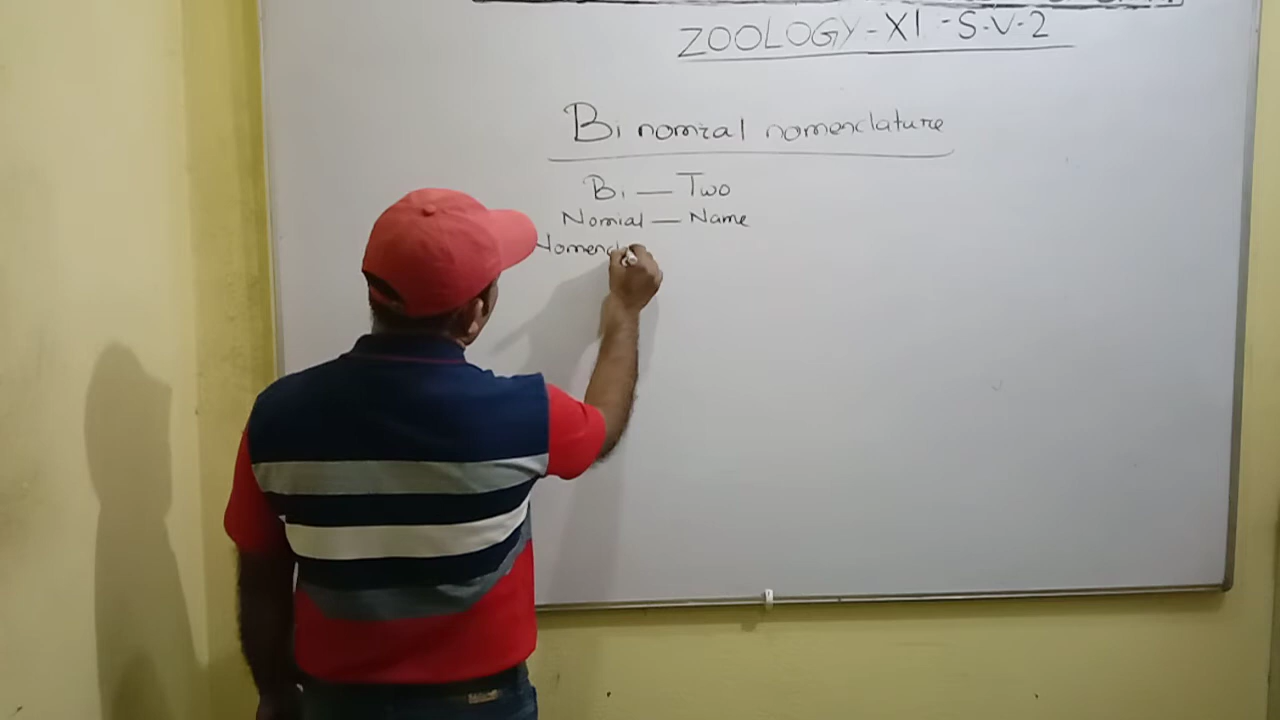 ZOOLOGY - XI - S-V-2
Bi nomial nomenclature
Bi — Two
Nomial — Name
Nomencl